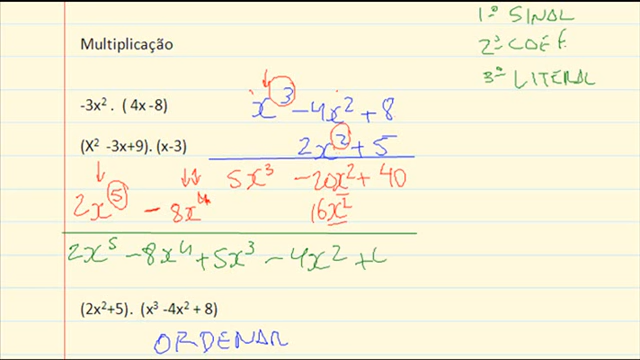 1º SINAL
Multiplicação
2º COEF.
3º LITERAL
-3x² . ( 4x -8)
x³ - 4x² + 8
(X² -3x+9). (x-3)
2x² + 5
5x³ - 20x² + 40
2x⁵ - 8x⁴
16x²
2x⁵ - 8x⁴ + 5x³ - 4x² + 4
(2x²+5). (x³ -4x² + 8)
ORDENAR